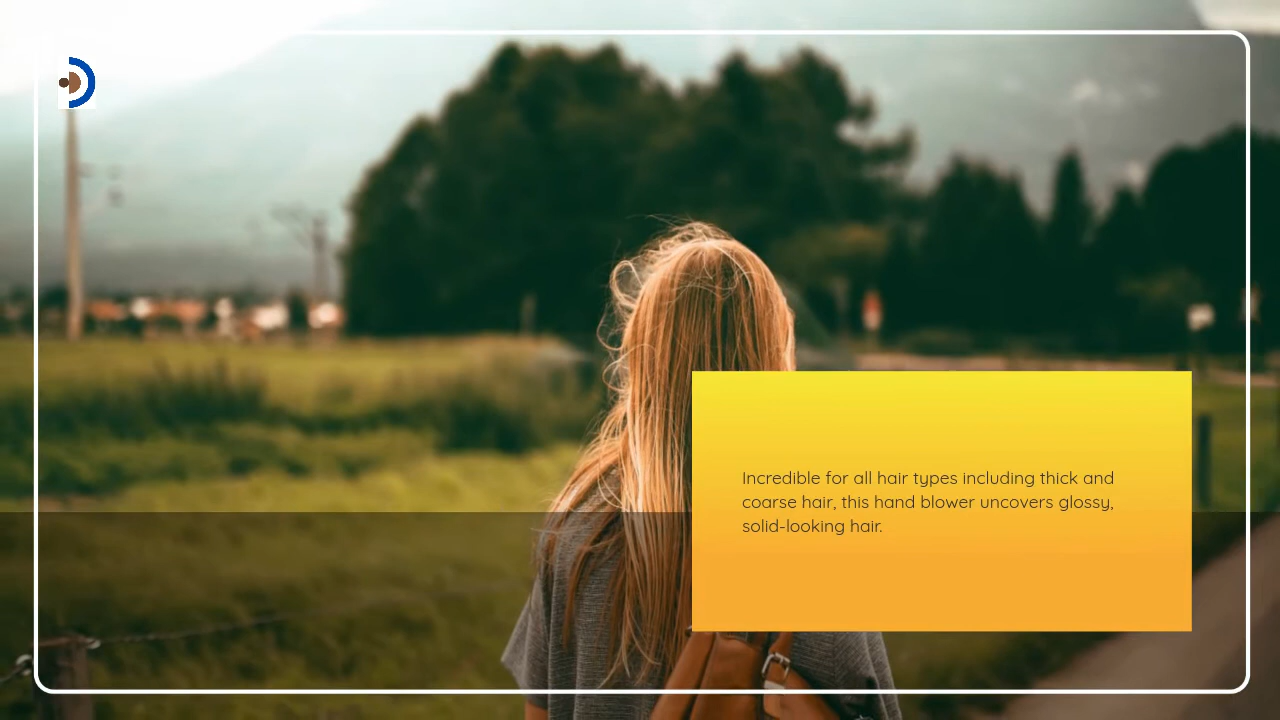 Incredible for all hair types including thick and
coarse hair, this hand blower uncovers glossy,
solid-looking hair.